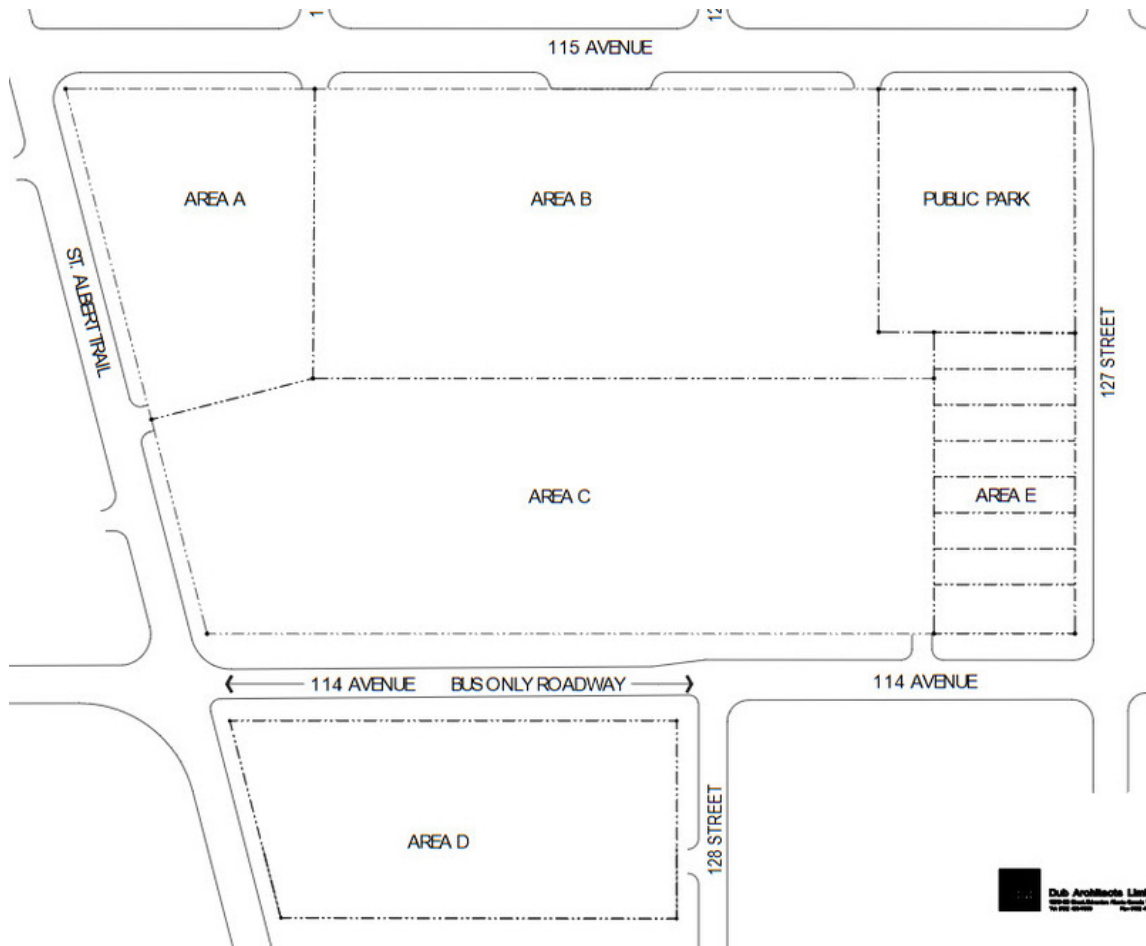 115 AVENUE
AREA A
AREA B
PUBLIC PARK
ST. ALBERT TRAIL
127 STREET
AREA C
AREA E
114 AVENUE
BUS ONLY ROADWAY
114 AVENUE
AREA D
128 STREET
Dub Architects